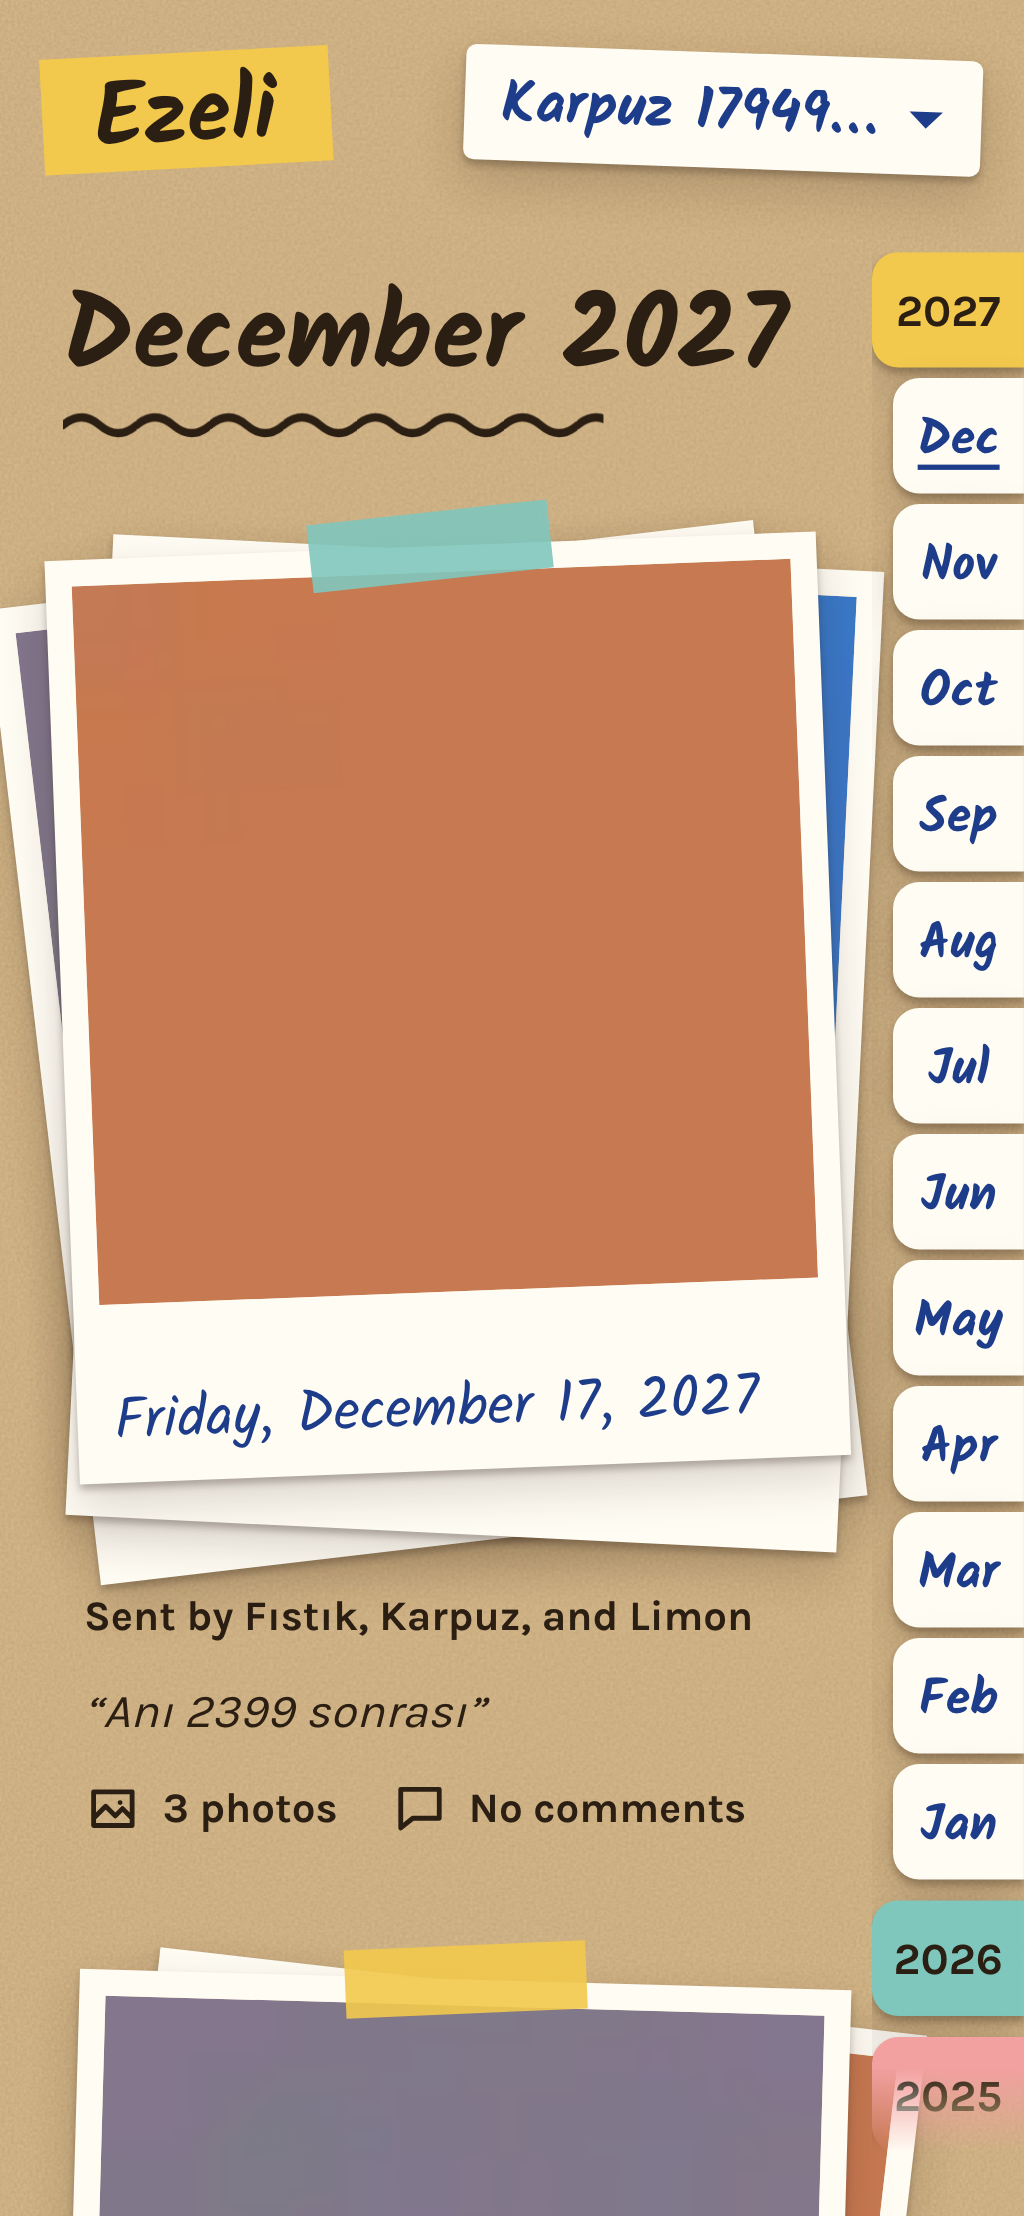 Ezeli
Karpuz 17949...
December 2027
2027
Dec
Nov
Oct
Sep
Aug
Jul
Jun
May
Apr
Mar
Feb
Jan
2026
2025
Friday, December 17, 2027
Sent by Fıstık, Karpuz, and Limon
“Anı 2399 sonrası”
3 photos
No comments